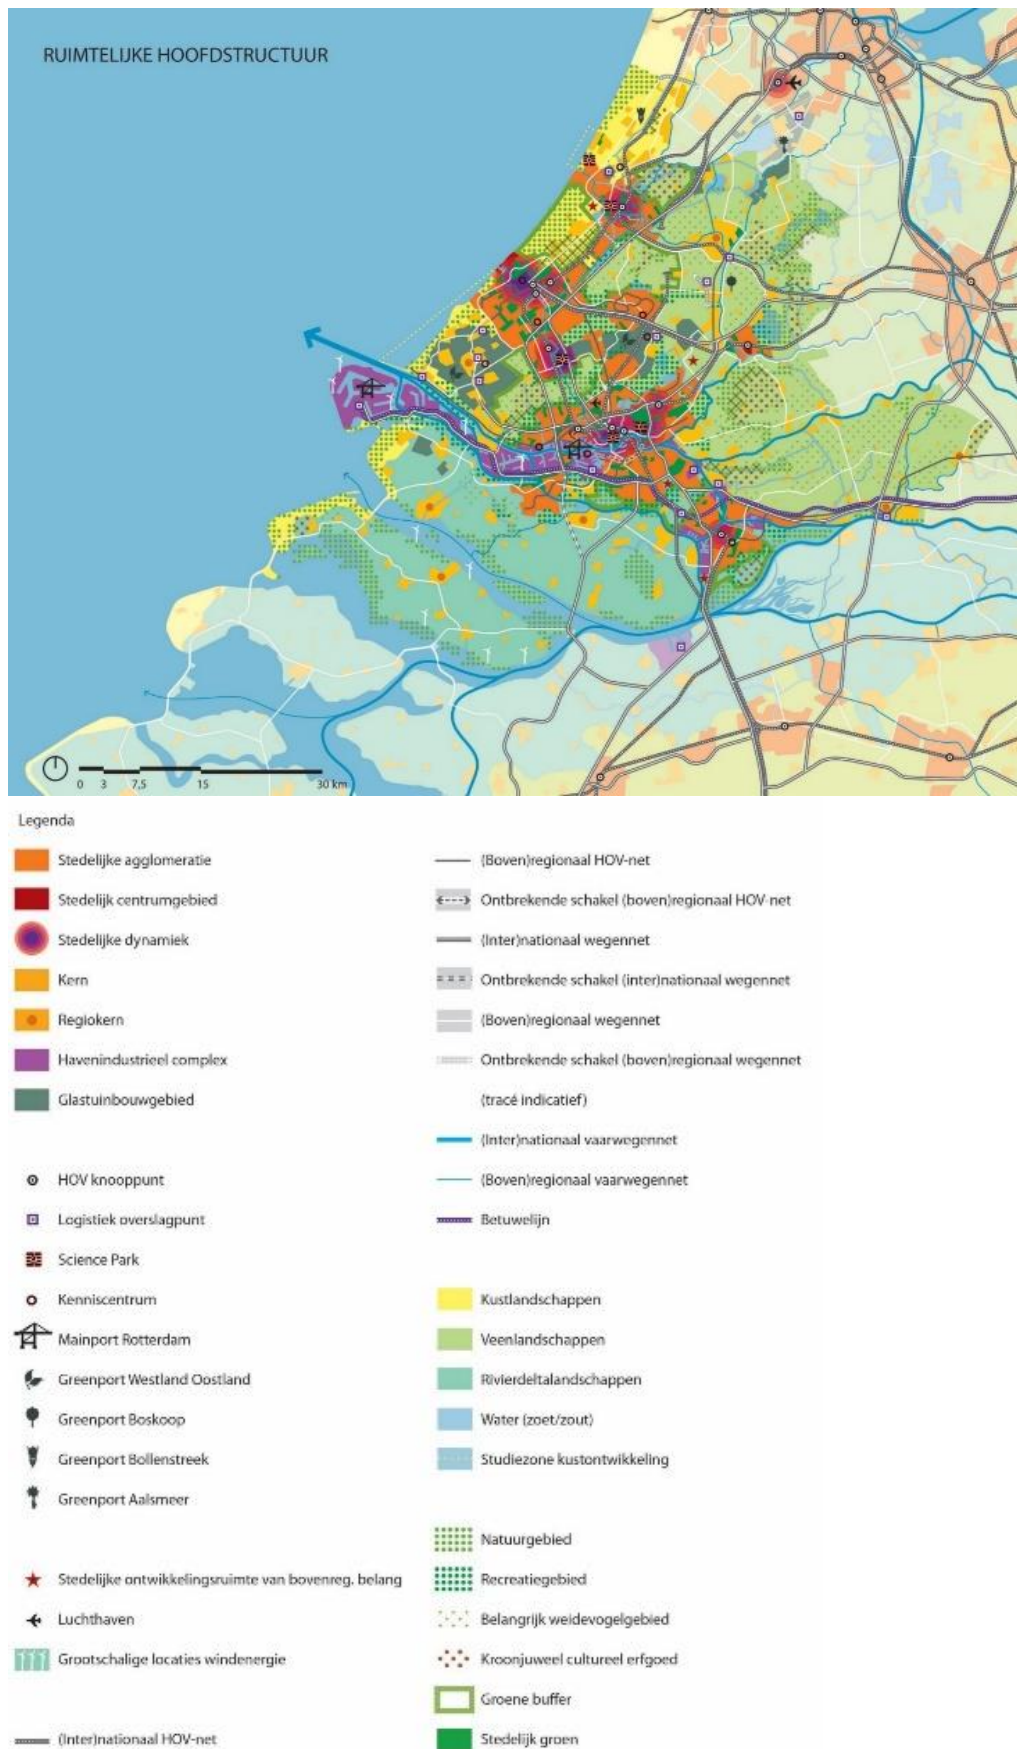 RUIMTELIJKE HOOFDSTRUCTUUR
0 3 7,5 15 30 km
Legenda
Stedelijke agglomeratie
Stedelijk centrumgebied
Stedelijke dynamiek
Kern
Regiokern
Havenindustrieel complex
Glastuinbouwgebied
HOV knooppunt
Logistiek overslagpunt
Science Park
Kenniscentrum
Mainport Rotterdam
Greenport Westland Oostland
Greenport Boskoop
Greenport Bollenstreek
Greenport Aalsmeer
Stedelijke ontwikkelingsruimte van bovenreg. belang
Luchthaven
Grootschalige locaties windenergie
(Inter)nationaal HOV-net
(Boven)regionaal HOV-net
Ontbrekende schakel (boven)regionaal HOV-net
(Inter)nationaal wegennet
Ontbrekende schakel (inter)nationaal wegennet
(Boven)regionaal wegennet
Ontbrekende schakel (boven)regionaal wegennet
(tracé indicatief)
(Inter)nationaal vaarwegennet
(Boven)regionaal vaarwegennet
Betuwelijn
Kustlandschappen
Veenlandschappen
Rivierdeltalandschappen
Water (zoet/zout)
Studiezone kustontwikkeling
Natuurgebied
Recreatiegebied
Belangrijk weidevogelgebied
Kroonjuweel cultureel erfgoed
Groene buffer
Stedelijk groen